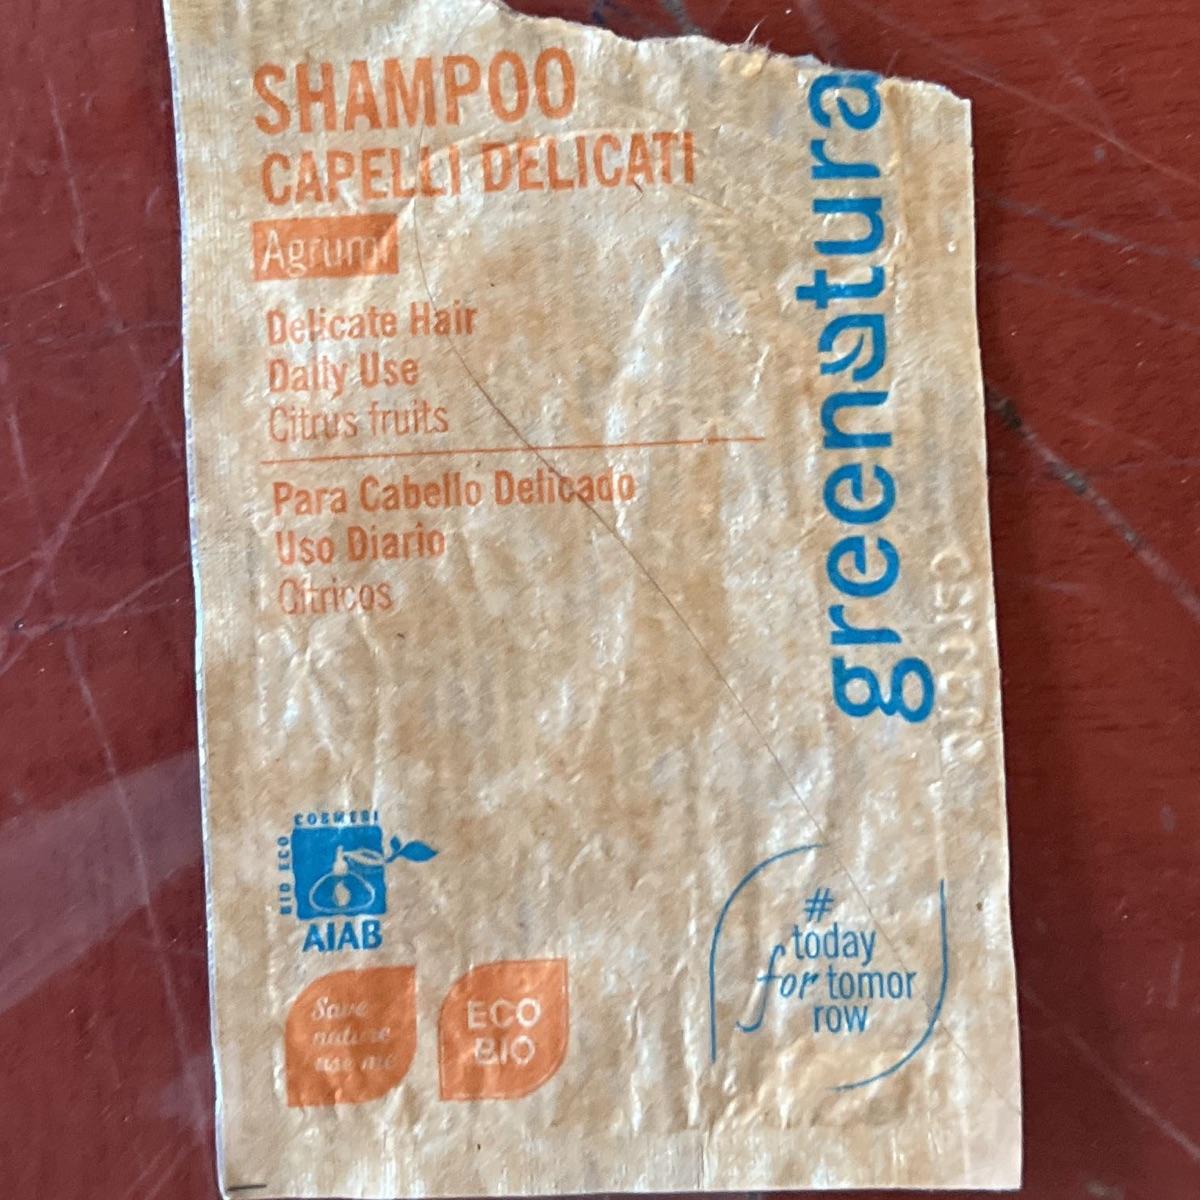 SHAMPOO
CAPELLI DELICATI
Agrumi
Delicate Hair
Daily Use
Citrus fruits
Para Cabello Delicado
Uso Diario
Cítricos
greenatura
COSMESI
BIO ECO
AIAB
Save
nature
use me
ECO
BIO
#
today
for tomor
row